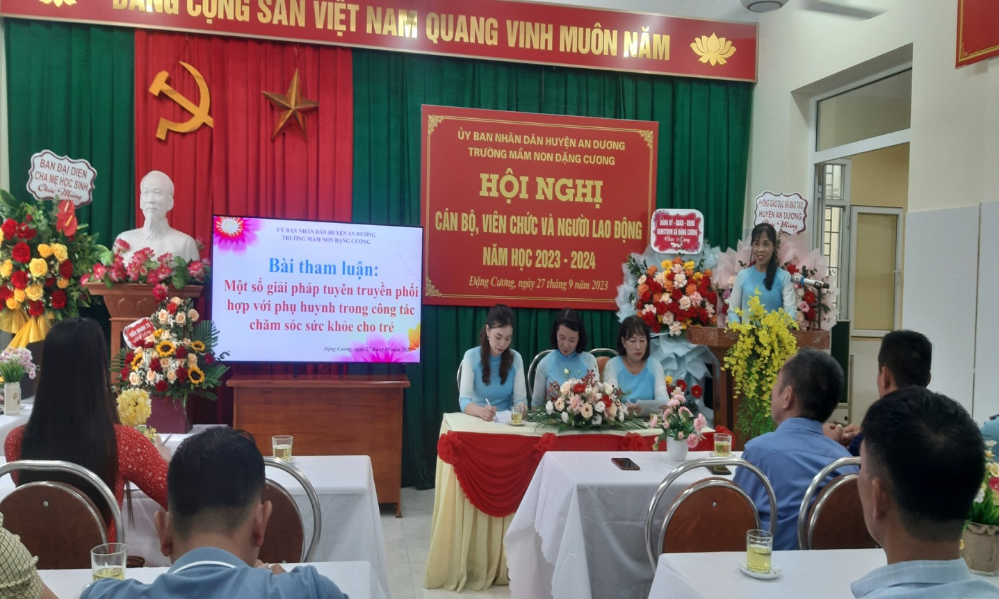 ĐẢNG CỘNG SẢN VIỆT NAM QUANG VINH MUÔN NĂM
BAN ĐẠI DIỆN
CHA MẸ HỌC SINH
Chúc Mừng
TIỂU ĐOÀN T3
UỶ BAN NHÂN DÂN HUYỆN AN DƯƠNG
TRƯỜNG MẦM NON ĐẶNG CƯƠNG
Bài tham luận:
Một số giải pháp tuyên truyền phối
hợp với phụ huynh trong công tác
chăm sóc sức khỏe cho trẻ
Đặng Cương, ngày 27 tháng 09 năm 2023
ỦY BAN NHÂN DÂN HUYỆN AN DƯƠNG
TRƯỜNG MẦM NON ĐẶNG CƯƠNG
HỘI NGHỊ
CÁN BỘ, VIÊN CHỨC VÀ NGƯỜI LAO ĐỘNG
NĂM HỌC 2023 - 2024
Đặng Cương, ngày 27 tháng 9 năm 2023
ĐẢNG ỦY - HĐND - UBND
UBMTTQVN XÃ ĐẶNG CƯƠNG
Chúc Mừng
PHÒNG GIÁO DỤC VÀ ĐÀO TẠO
HUYỆN AN DƯƠNG
Chúc Mừng